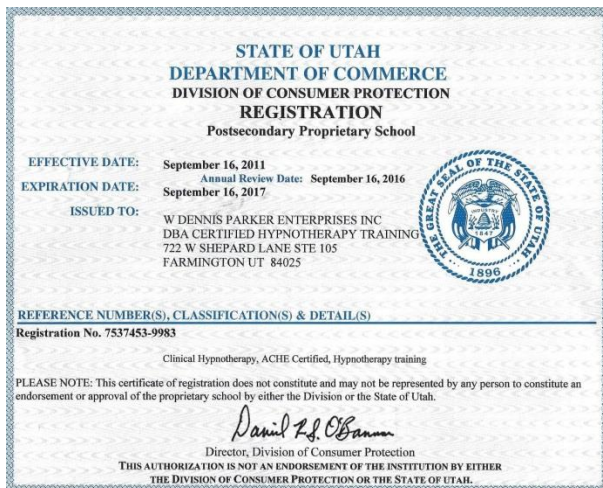 STATE OF UTAH
DEPARTMENT OF COMMERCE
DIVISION OF CONSUMER PROTECTION
REGISTRATION
Postsecondary Proprietary School
EFFECTIVE DATE: September 16, 2011
Annual Review Date: September 16, 2016
EXPIRATION DATE: September 16, 2017
ISSUED TO: W DENNIS PARKER ENTERPRISES INC
DBA CERTIFIED HYPNOTHERAPY TRAINING
722 W SHEPARD LANE STE 105
FARMINGTON UT 84025
THE GREAT SEAL OF THE STATE OF UTAH
INDUSTRY
1847
1896
REFERENCE NUMBER(S), CLASSIFICATION(S) & DETAIL(S)
Registration No. 7537453-9983
Clinical Hypnotherapy, ACHE Certified, Hypnotherapy training
PLEASE NOTE: This certificate of registration does not constitute and may not be represented by any person to constitute an
endorsement or approval of the proprietary school by either the Division or the State of Utah.
Daniel R.S. O'Bannon
Director, Division of Consumer Protection
THIS AUTHORIZATION IS NOT AN ENDORSEMENT OF THE INSTITUTION BY EITHER
THE DIVISION OF CONSUMER PROTECTION OR THE STATE OF UTAH.